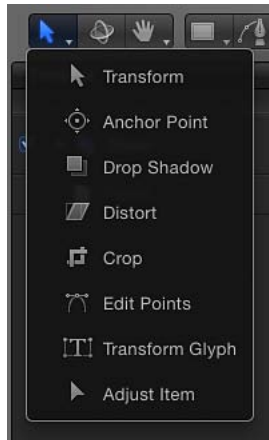 Transform
Anchor Point
Drop Shadow
Distort
Crop
Edit Points
Transform Glyph
Adjust Item